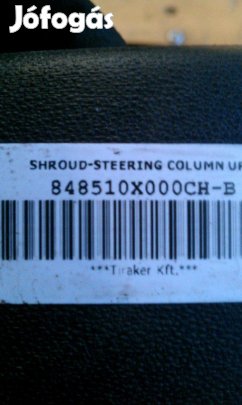 Jófogás
SHROUD-STEERING COLUMN UP
848510X000CH-B
***Tiraker Kft.***